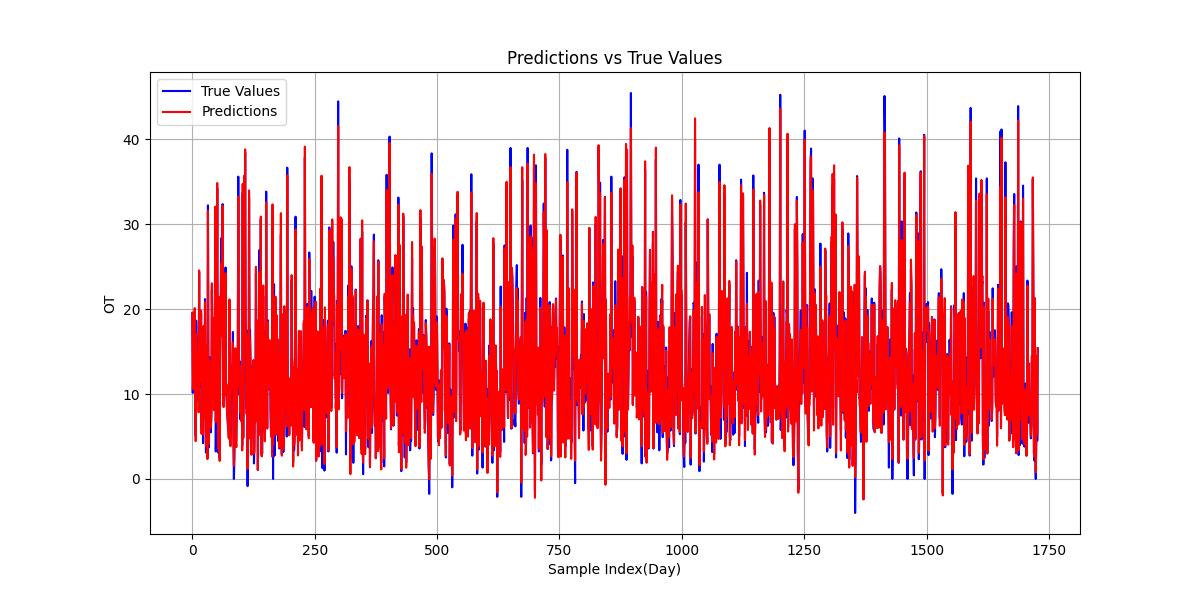 Predictions vs True Values
True Values
Predictions
OT
40
30
20
10
0
0 250 500 750 1000 1250 1500 1750
Sample Index(Day)